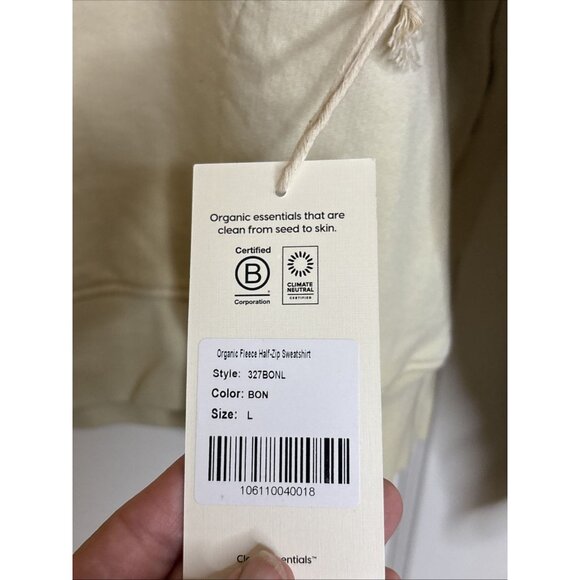 Organic essentials that are
clean from seed to skin.
Certified
B
Corporation
CLIMATE
NEUTRAL
CERTIFIED
Organic Fleece Half-Zip Sweatshirt
Style: 327BONL
Color: BON
Size: L
106110040018